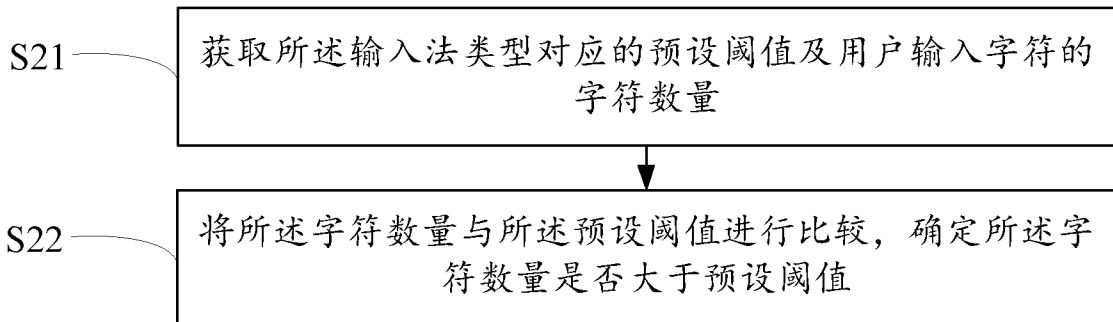 S21
获取所述输入法类型对应的预设阈值及用户输入字符的
字符数量
S22
将所述字符数量与所述预设阈值进行比较，确定所述字
符数量是否大于预设阈值